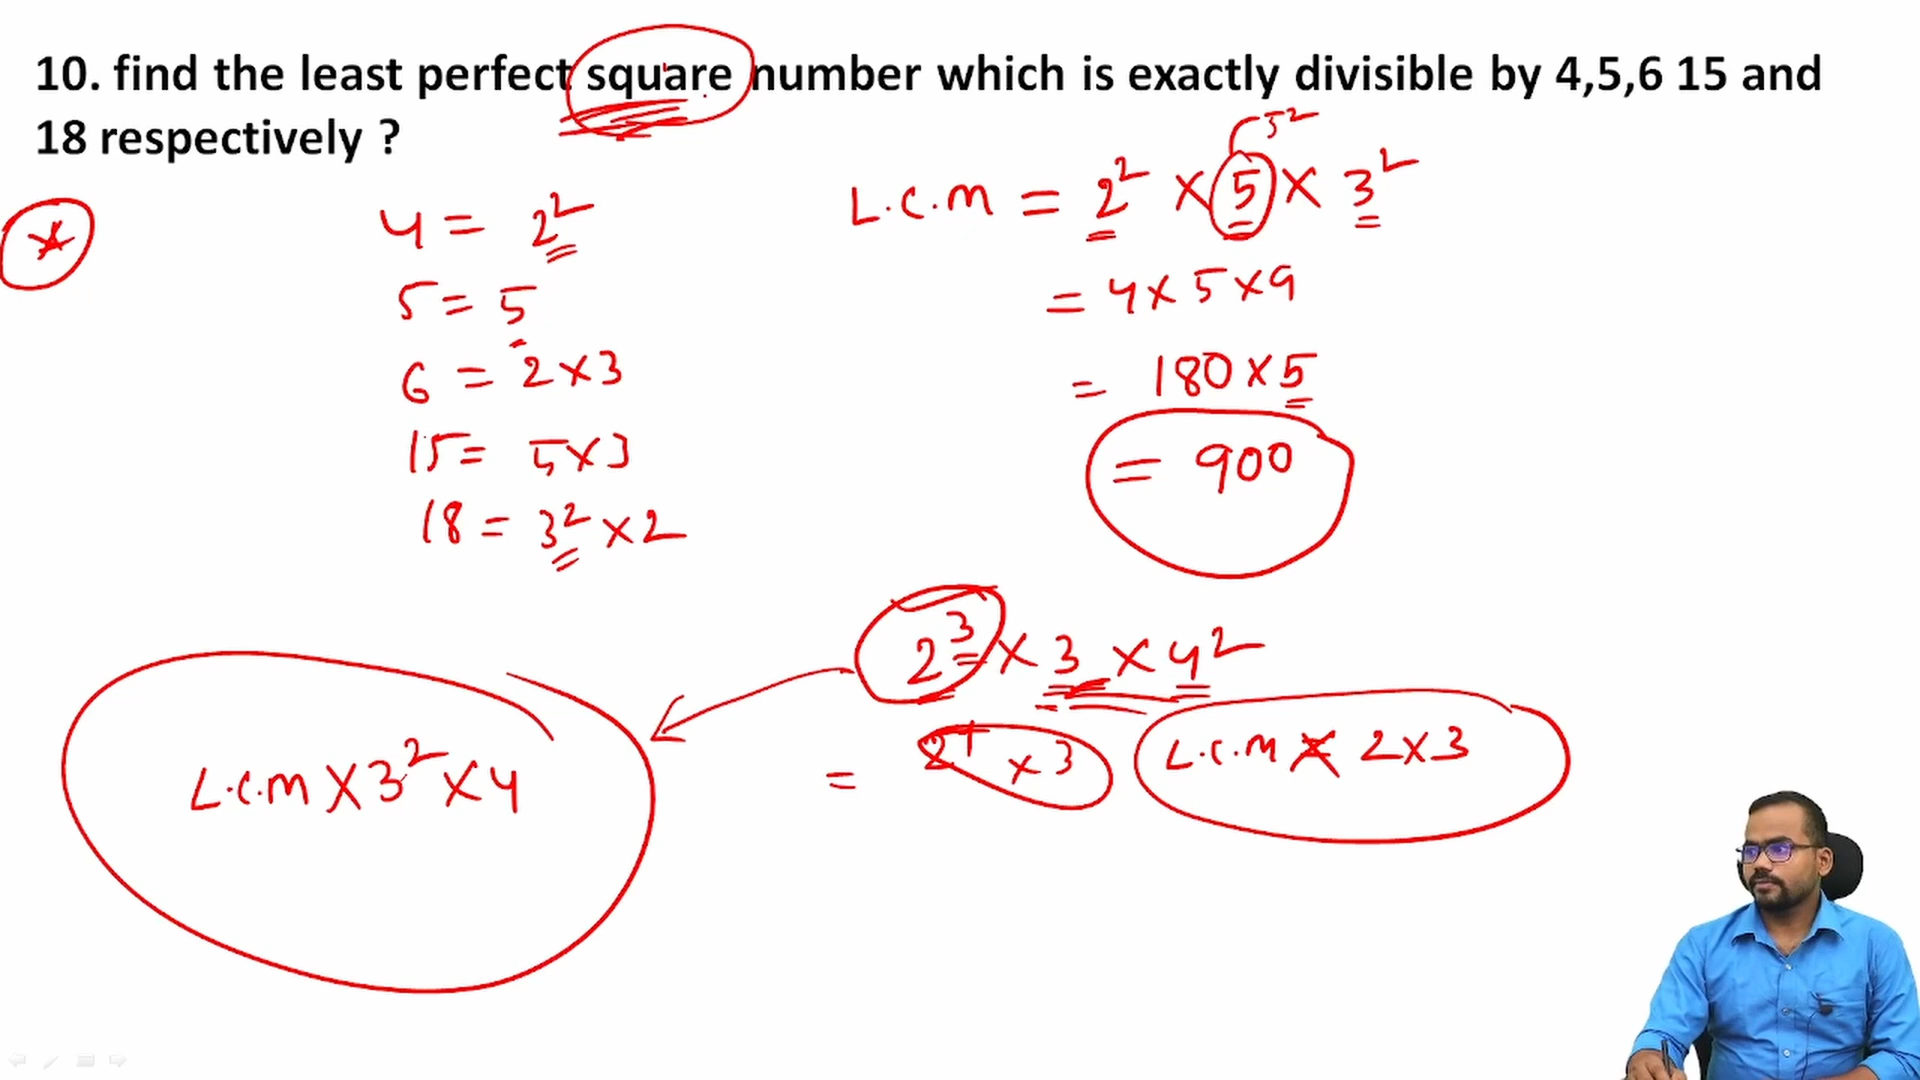 10. find the least perfect square number which is exactly divisible by 4,5,6 15 and
18 respectively ?
4 = 2²
5 = 5
6 = 2×3
15 = 5×3
18 = 3² ×2
5²
L.C.M = 2² × 5 × 3²
= 4×5×9
= 180×5
= 900
2³ × 3 × 4²
= 2⁴ × 3
L.C.M × 2×3
L.C.M × 3² × 4